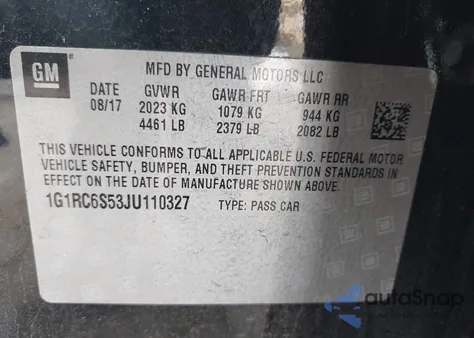 GM
MFD BY GENERAL MOTORS LLC
DATE GVWR GAWR FRT GAWR RR
08/17 2023 KG 1079 KG 944 KG
4461 LB 2379 LB 2082 LB
THIS VEHICLE CONFORMS TO ALL APPLICABLE U.S. FEDERAL MOTOR
VEHICLE SAFETY, BUMPER, AND THEFT PREVENTION STANDARDS
IN EFFECT ON THE DATE OF MANUFACTURE SHOWN ABOVE.
1G1RC6S53JU110327 TYPE: PASS CAR
autoSnap